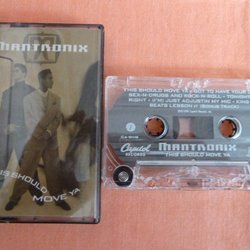 MANTRONIX
THIS SHOULD
MOVE YA
THIS SHOULD MOVE YA • GOT TO HAVE YOUR
SEX-N-DRUGS AND ROCK-N-ROLL • TONIGHT
RIGHT • (I'M) JUST ADJUSTIN' MY MIC • KING
BEATS LESSON II (BONUS TRACK)
1
Capitol
RECORDS
MANTRONIX
THIS SHOULD MOVE YA